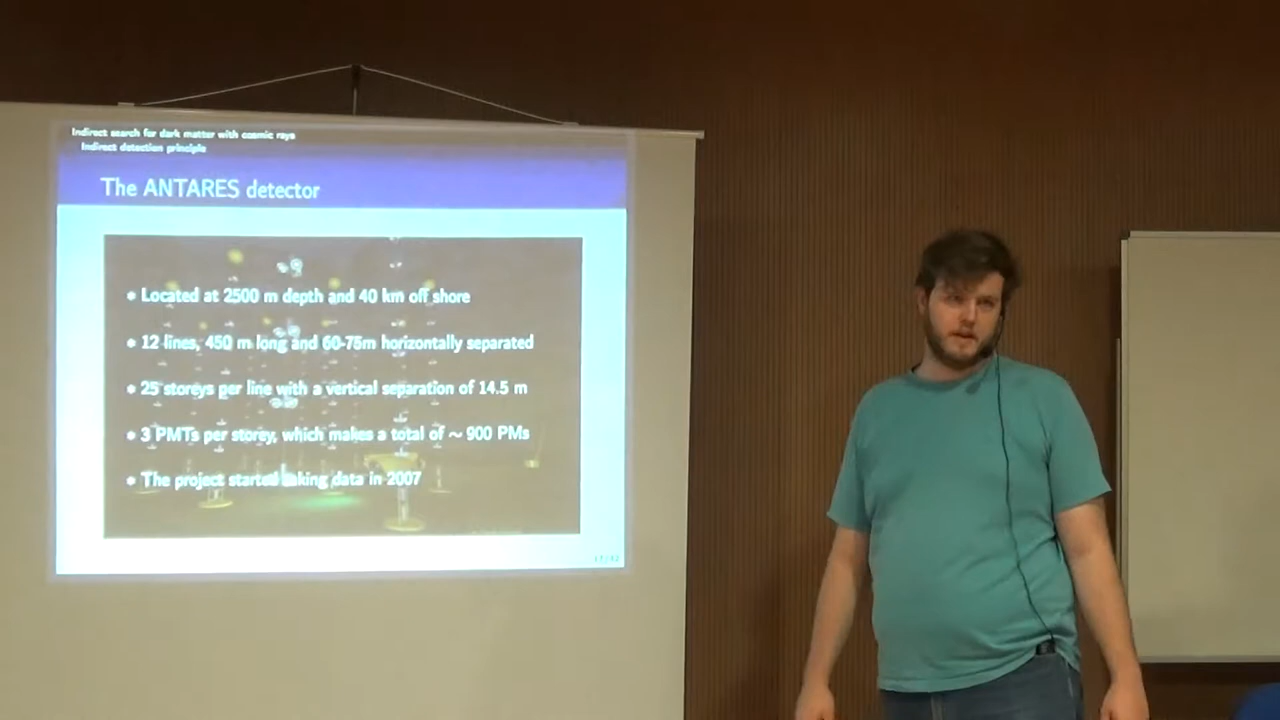 Indirect search for dark matter with cosmic rays
Indirect detection principle
The ANTARES detector
• Located at 2500 m depth and 40 km off shore
• 12 lines, 450 m long and 60-75m horizontally separated
• 25 storeys per line with a vertical separation of 14.5 m
• 3 PMTs per storey, which makes a total of ∼ 900 PMs
• The project started taking data in 2007